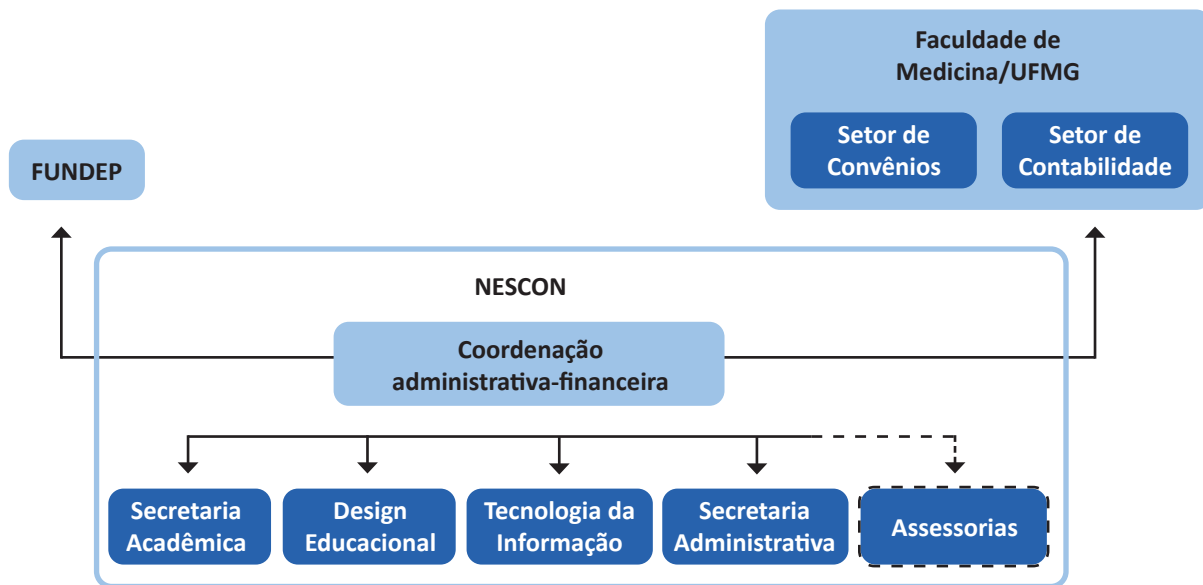 Faculdade de
Medicina/UFMG
Setor de
Convênios
Setor de
Contabilidade
FUNDEP
NESCON
Coordenação
administrativa-financeira
Secretaria
Acadêmica
Design
Educacional
Tecnologia da
Informação
Secretaria
Administrativa
Assessorias